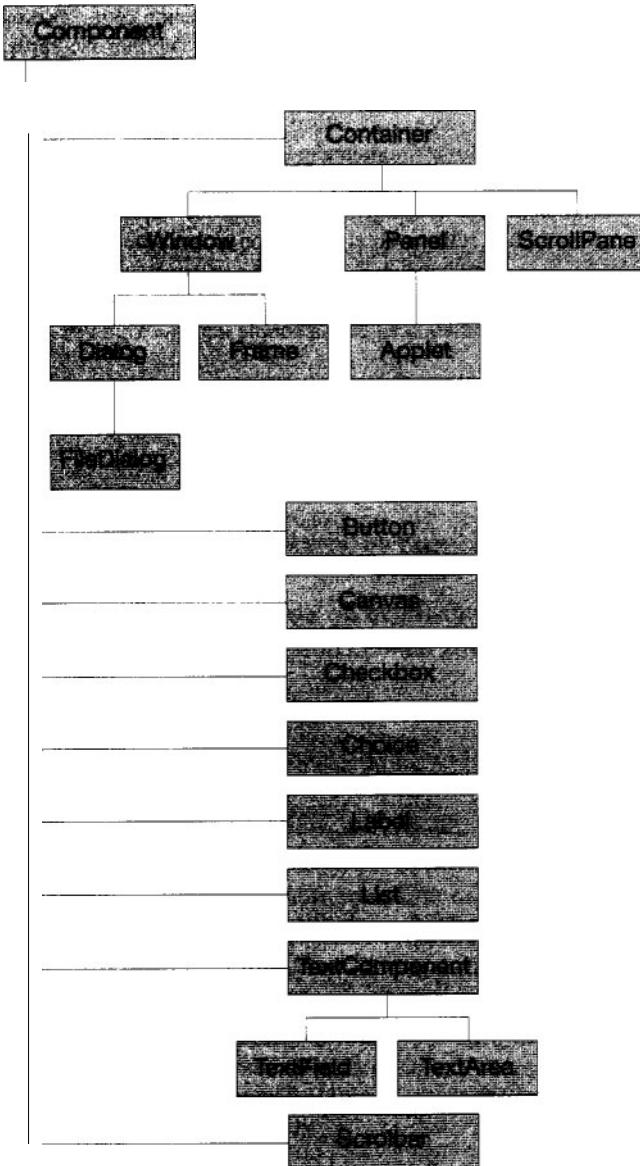 Component
Container
Window
Panel
ScrollPane
Dialog
Frame
Applet
FileDialog
Button
Canvas
Checkbox
Choice
Label
List
TextComponent
TextField
TextArea
Scrollbar